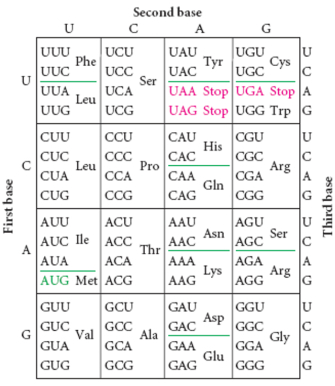 Second base
U C A G
UUU Phe UCU Ser UAU Tyr UGU Cys U
UUC UCC UAC UGC C
UUA Leu UCA UAA Stop UGA Stop A
UUG UCG UAG Stop UGG Trp G
CUU Leu CCU Pro CAU His CGU Arg U
CUC CCC CAC CGC C
CUA CCA CAA Gln CGA A
CUG CCG CAG CGG G
AUU Ile ACU Thr AAU Asn AGU Ser U
AUC ACC AAC AGC C
AUA ACA AAA Lys AGA Arg A
AUG Met ACG AAG AGG G
GUU Val GCU Ala GAU Asp GGU Gly U
GUC GCC GAC GGC C
GUA GCA GAA Glu GGA A
GUG GCG GAG GGG G
U
C
A
G
First base
Third base